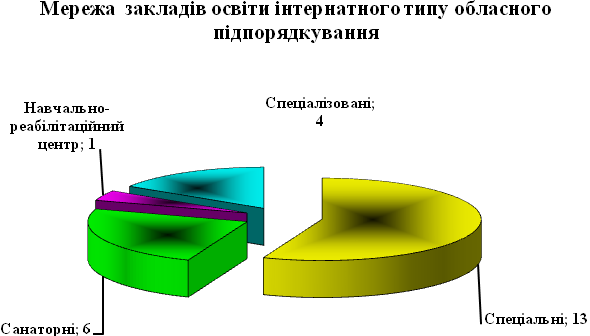 Мережа закладів освіти інтернатного типу обласного
підпорядкування
Навчально-
реабілітаційний
центр; 1
Спеціалізовані;
4
Санаторні; 6
Спеціальні; 13